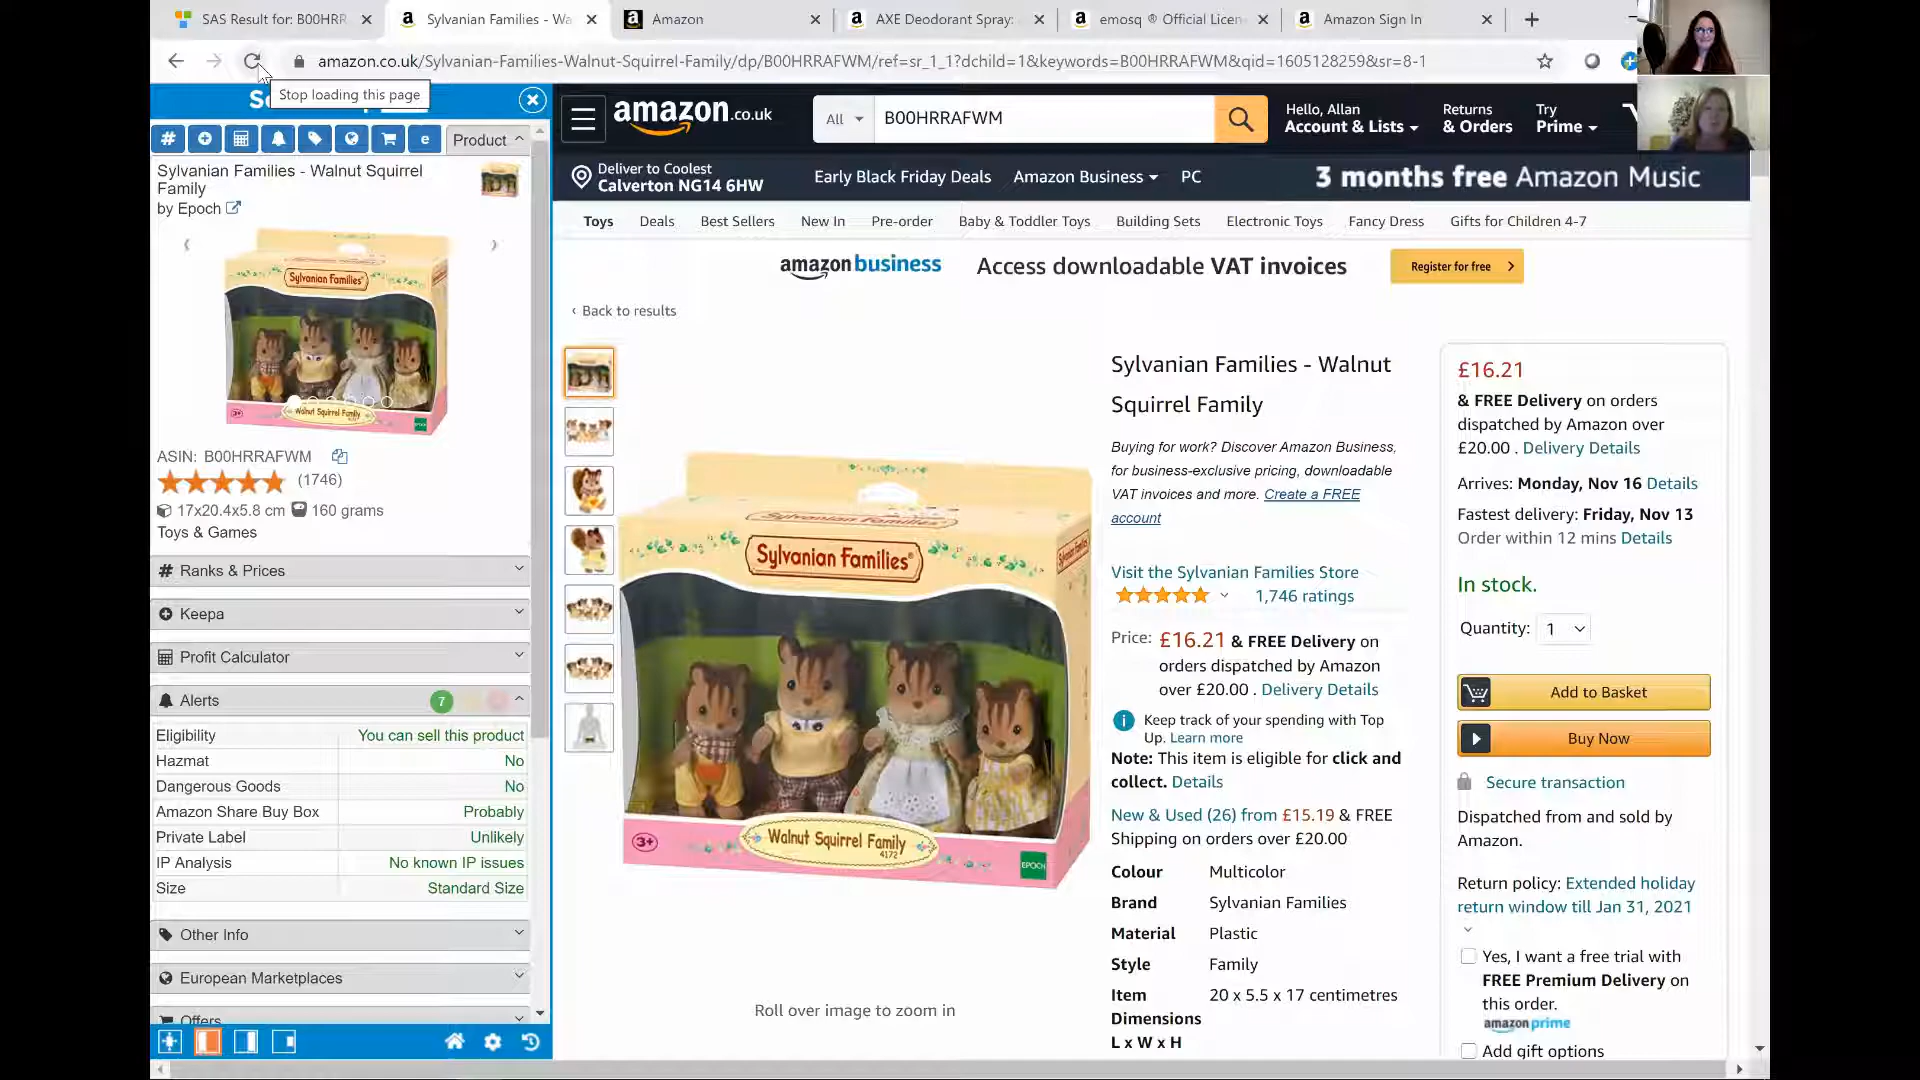 SAS Result for: B00HRR
Sylvanian Families - Wa
Amazon
AXE Deodorant Spray:
emosq ® Official Licen
Amazon Sign In
amazon.co.uk/Sylvanian-Families-Walnut-Squirrel-Family/dp/B00HRRAFWM/ref=sr_1_1?dchild=1&keywords=B00HRRAFWM&qid=1605128259&sr=8-1
Stop loading this page
Product
Sylvanian Families - Walnut Squirrel
Family
by Epoch
Sylvanian Families
3+
Walnut Squirrel Family
ASIN: B00HRRAFWM
(1746)
17x20.4x5.8 cm 160 grams
Toys & Games
# Ranks & Prices
Keepa
Profit Calculator
Alerts 7
Eligibility You can sell this product
Hazmat No
Dangerous Goods No
Amazon Share Buy Box Probably
Private Label Unlikely
IP Analysis No known IP issues
Size Standard Size
Other Info
European Marketplaces
Offers
amazon.co.uk
All
B00HRRAFWM
Hello, Allan
Account & Lists
Returns
& Orders
Try
Prime
Deliver to Coolest
Calverton NG14 6HW
Early Black Friday Deals
Amazon Business
PC
3 months free Amazon Music
Toys
Deals
Best Sellers
New In
Pre-order
Baby & Toddler Toys
Building Sets
Electronic Toys
Fancy Dress
Gifts for Children 4-7
amazon business
Access downloadable VAT invoices
Register for free
‹ Back to results
Sylvanian Families
Sylvanian Families®
3+
Walnut Squirrel Family
4172
EPOCH
Roll over image to zoom in
Sylvanian Families - Walnut
Squirrel Family
Buying for work? Discover Amazon Business,
for business-exclusive pricing, downloadable
VAT invoices and more. Create a FREE
account
Visit the Sylvanian Families Store
1,746 ratings
Price: £16.21 & FREE Delivery on
orders dispatched by Amazon
over £20.00 . Delivery Details
Keep track of your spending with Top
Up. Learn more
Note: This item is eligible for click and
collect. Details
New & Used (26) from £15.19 & FREE
Shipping on orders over £20.00
Colour Multicolor
Brand Sylvanian Families
Material Plastic
Style Family
Item 20 x 5.5 x 17 centimetres
Dimensions
L x W x H
£16.21
& FREE Delivery on orders
dispatched by Amazon over
£20.00 . Delivery Details
Arrives: Monday, Nov 16 Details
Fastest delivery: Friday, Nov 13
Order within 12 mins Details
In stock.
Quantity: 1
Add to Basket
Buy Now
Secure transaction
Dispatched from and sold by
Amazon.
Return policy: Extended holiday
return window till Jan 31, 2021
Yes, I want a free trial with
FREE Premium Delivery on
this order.
amazon prime
Add gift options